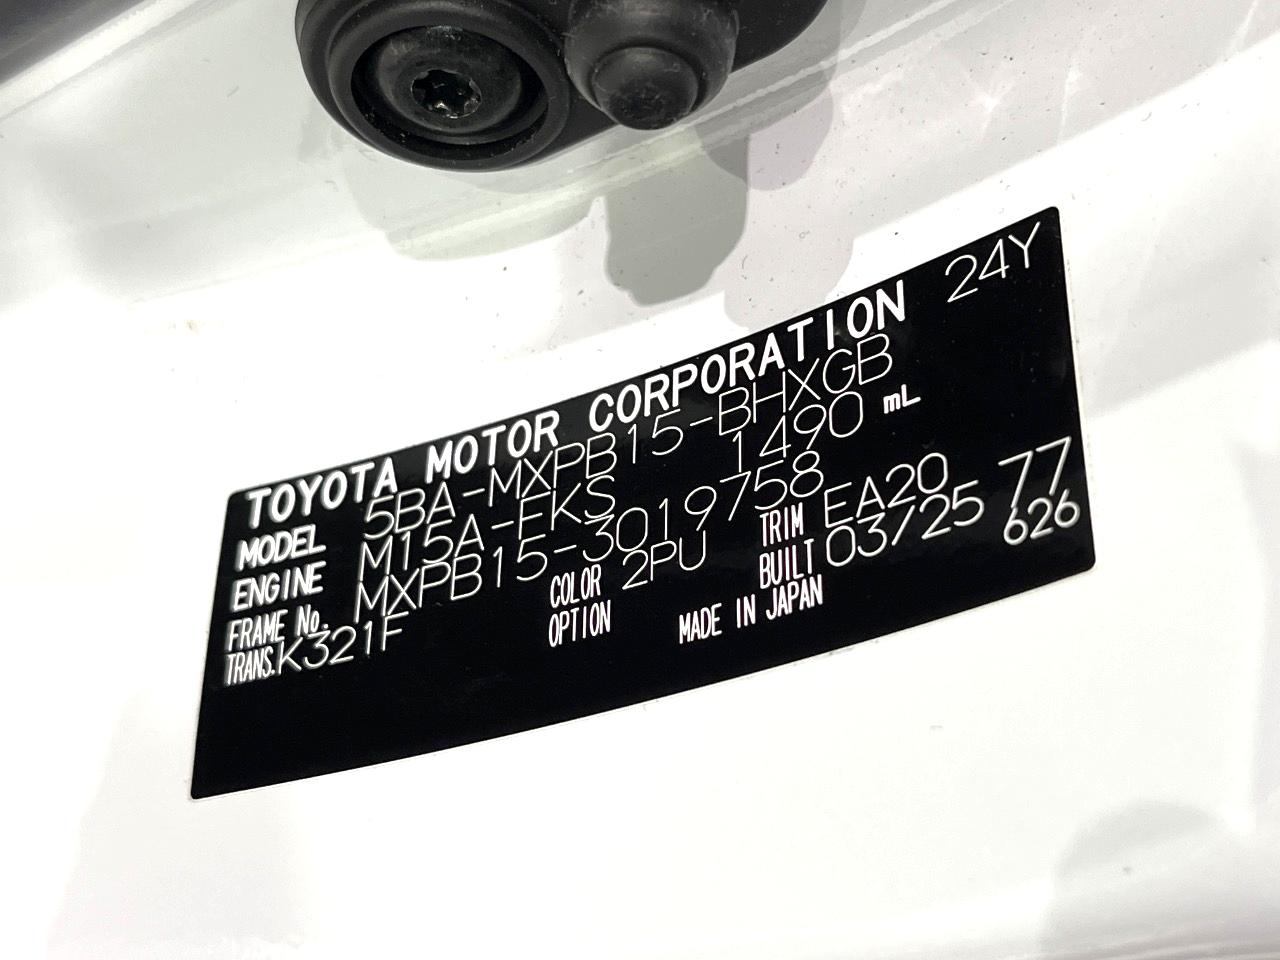 TOYOTA MOTOR CORPORATION 24Y
MODEL 5BA-MXPB15-BHXGB
ENGINE M15A-FKS 1490 mL
FRAME No. MXPB15-3019758
TRANS. K321F COLOR 2PU TRIM EA20 77
OPTION BUILT 03/25 626
MADE IN JAPAN